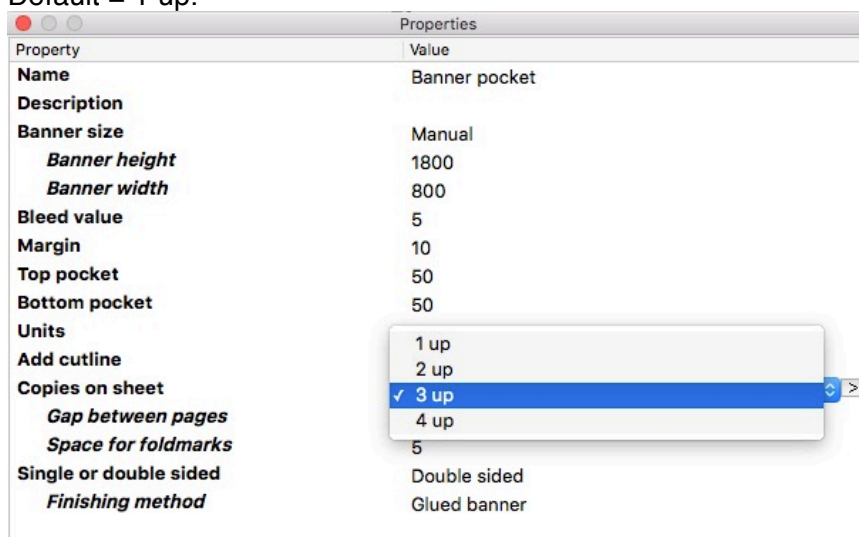 Default = 1 up.
Properties
Property Value
Name Banner pocket
Description
Banner size Manual
Banner height 1800
Banner width 800
Bleed value 5
Margin 10
Top pocket 50
Bottom pocket 50
Units
1 up
Add cutline
2 up
Copies on sheet ✓ 3 up >
Gap between pages 4 up
Space for foldmarks 5
Single or double sided Double sided
Finishing method Glued banner